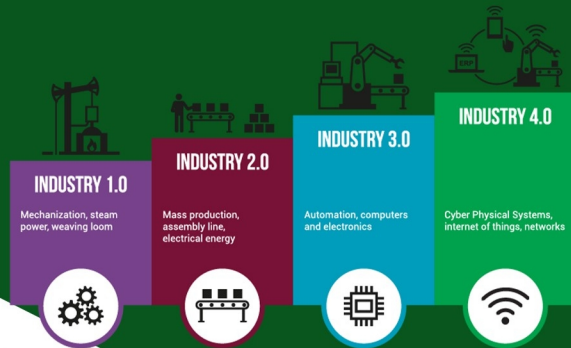 INDUSTRY 1.0
Mechanization, steam
power, weaving loom
INDUSTRY 2.0
Mass production,
assembly line,
electrical energy
INDUSTRY 3.0
Automation, computers
and electronics
ERP
INDUSTRY 4.0
Cyber Physical Systems,
internet of things, networks